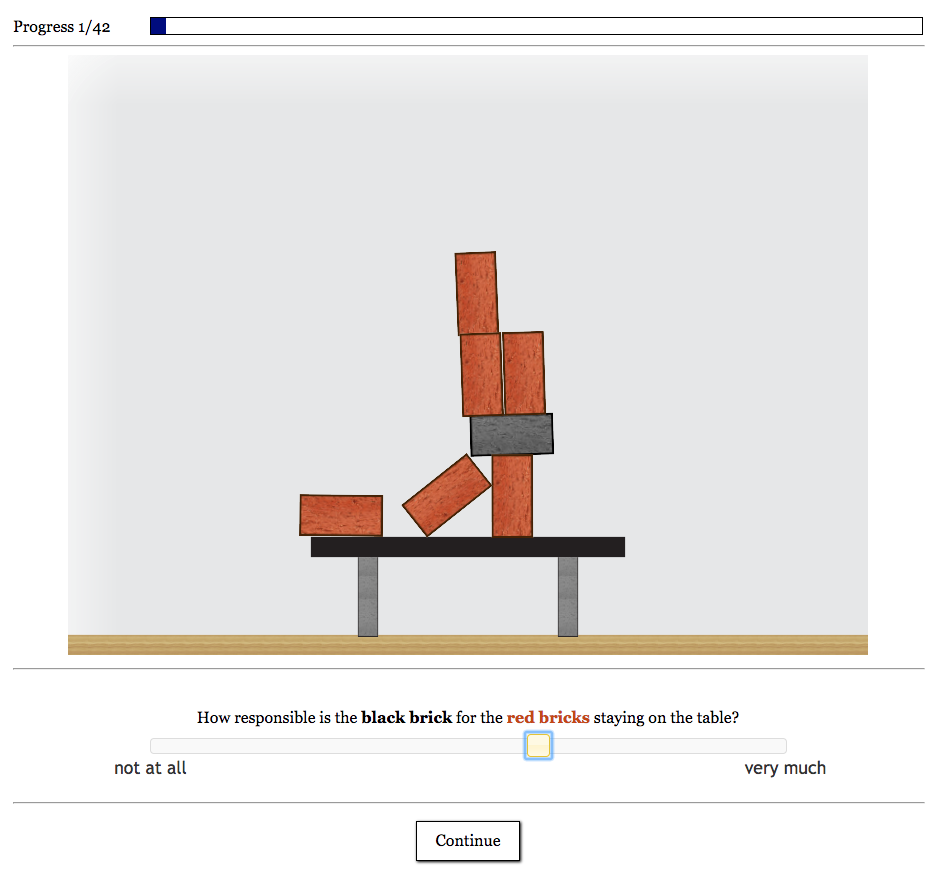 Progress 1/42
How responsible is the black brick for the red bricks staying on the table?
not at all
very much
Continue